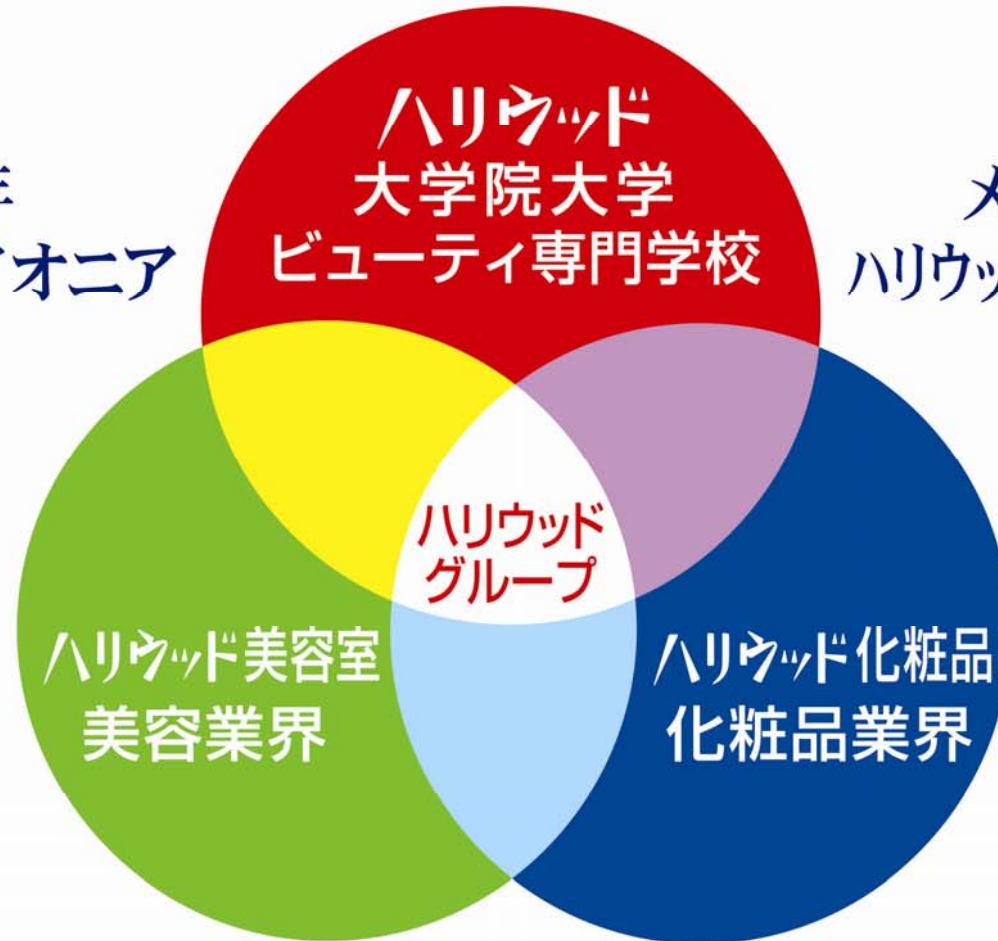 ハリウッド
大学院大学
ビューティ専門学校
オニア
メ
ハリウッ
ハリウッド
グループ
ハリウッド美容室
美容業界
ハリウッド化粧品
化粧品業界